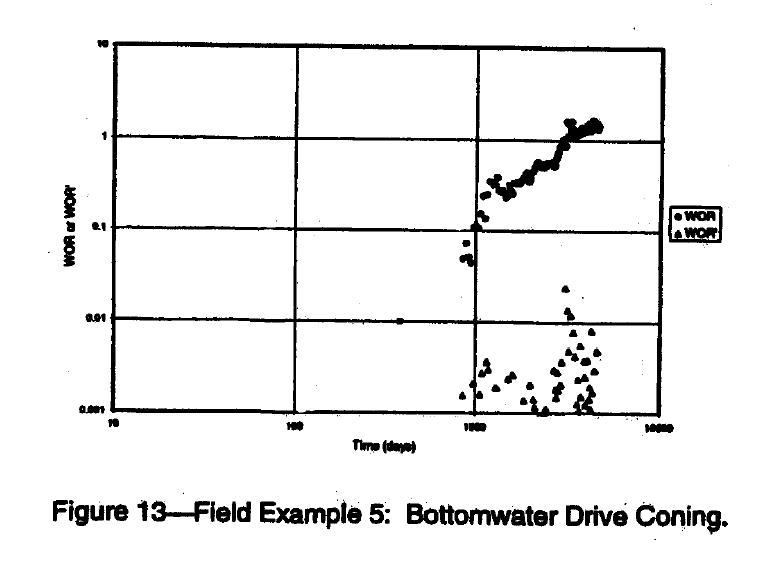 10
1
0.1
0.01
0.001
10
100
1000
10000
WOR or WOR'
Time (days)
WOR
WOR'
Figure 13—Field Example 5: Bottomwater Drive Coning.